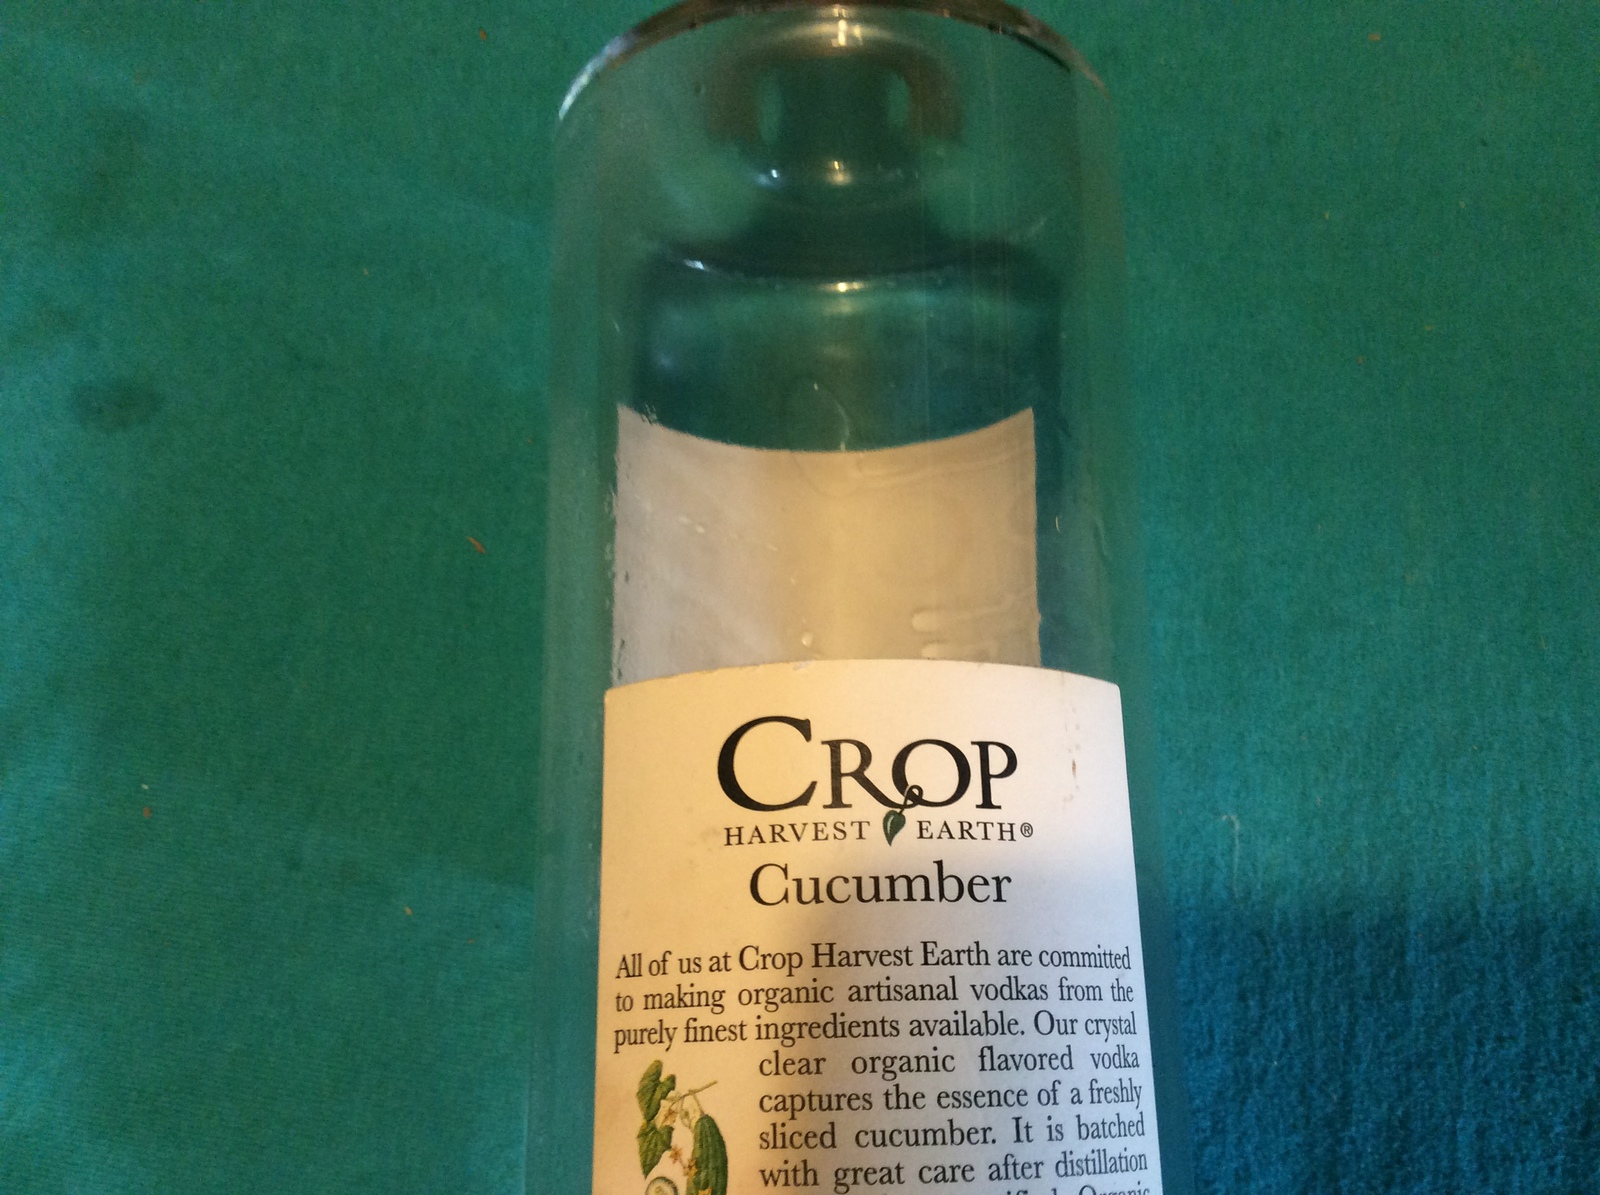 CROP
HARVEST EARTH®
Cucumber
All of us at Crop Harvest Earth are committed
to making organic artisanal vodkas from the
purely finest ingredients available. Our crystal
clear organic flavored vodka
captures the essence of a freshly
sliced cucumber. It is batched
with great care after distillation
Organic